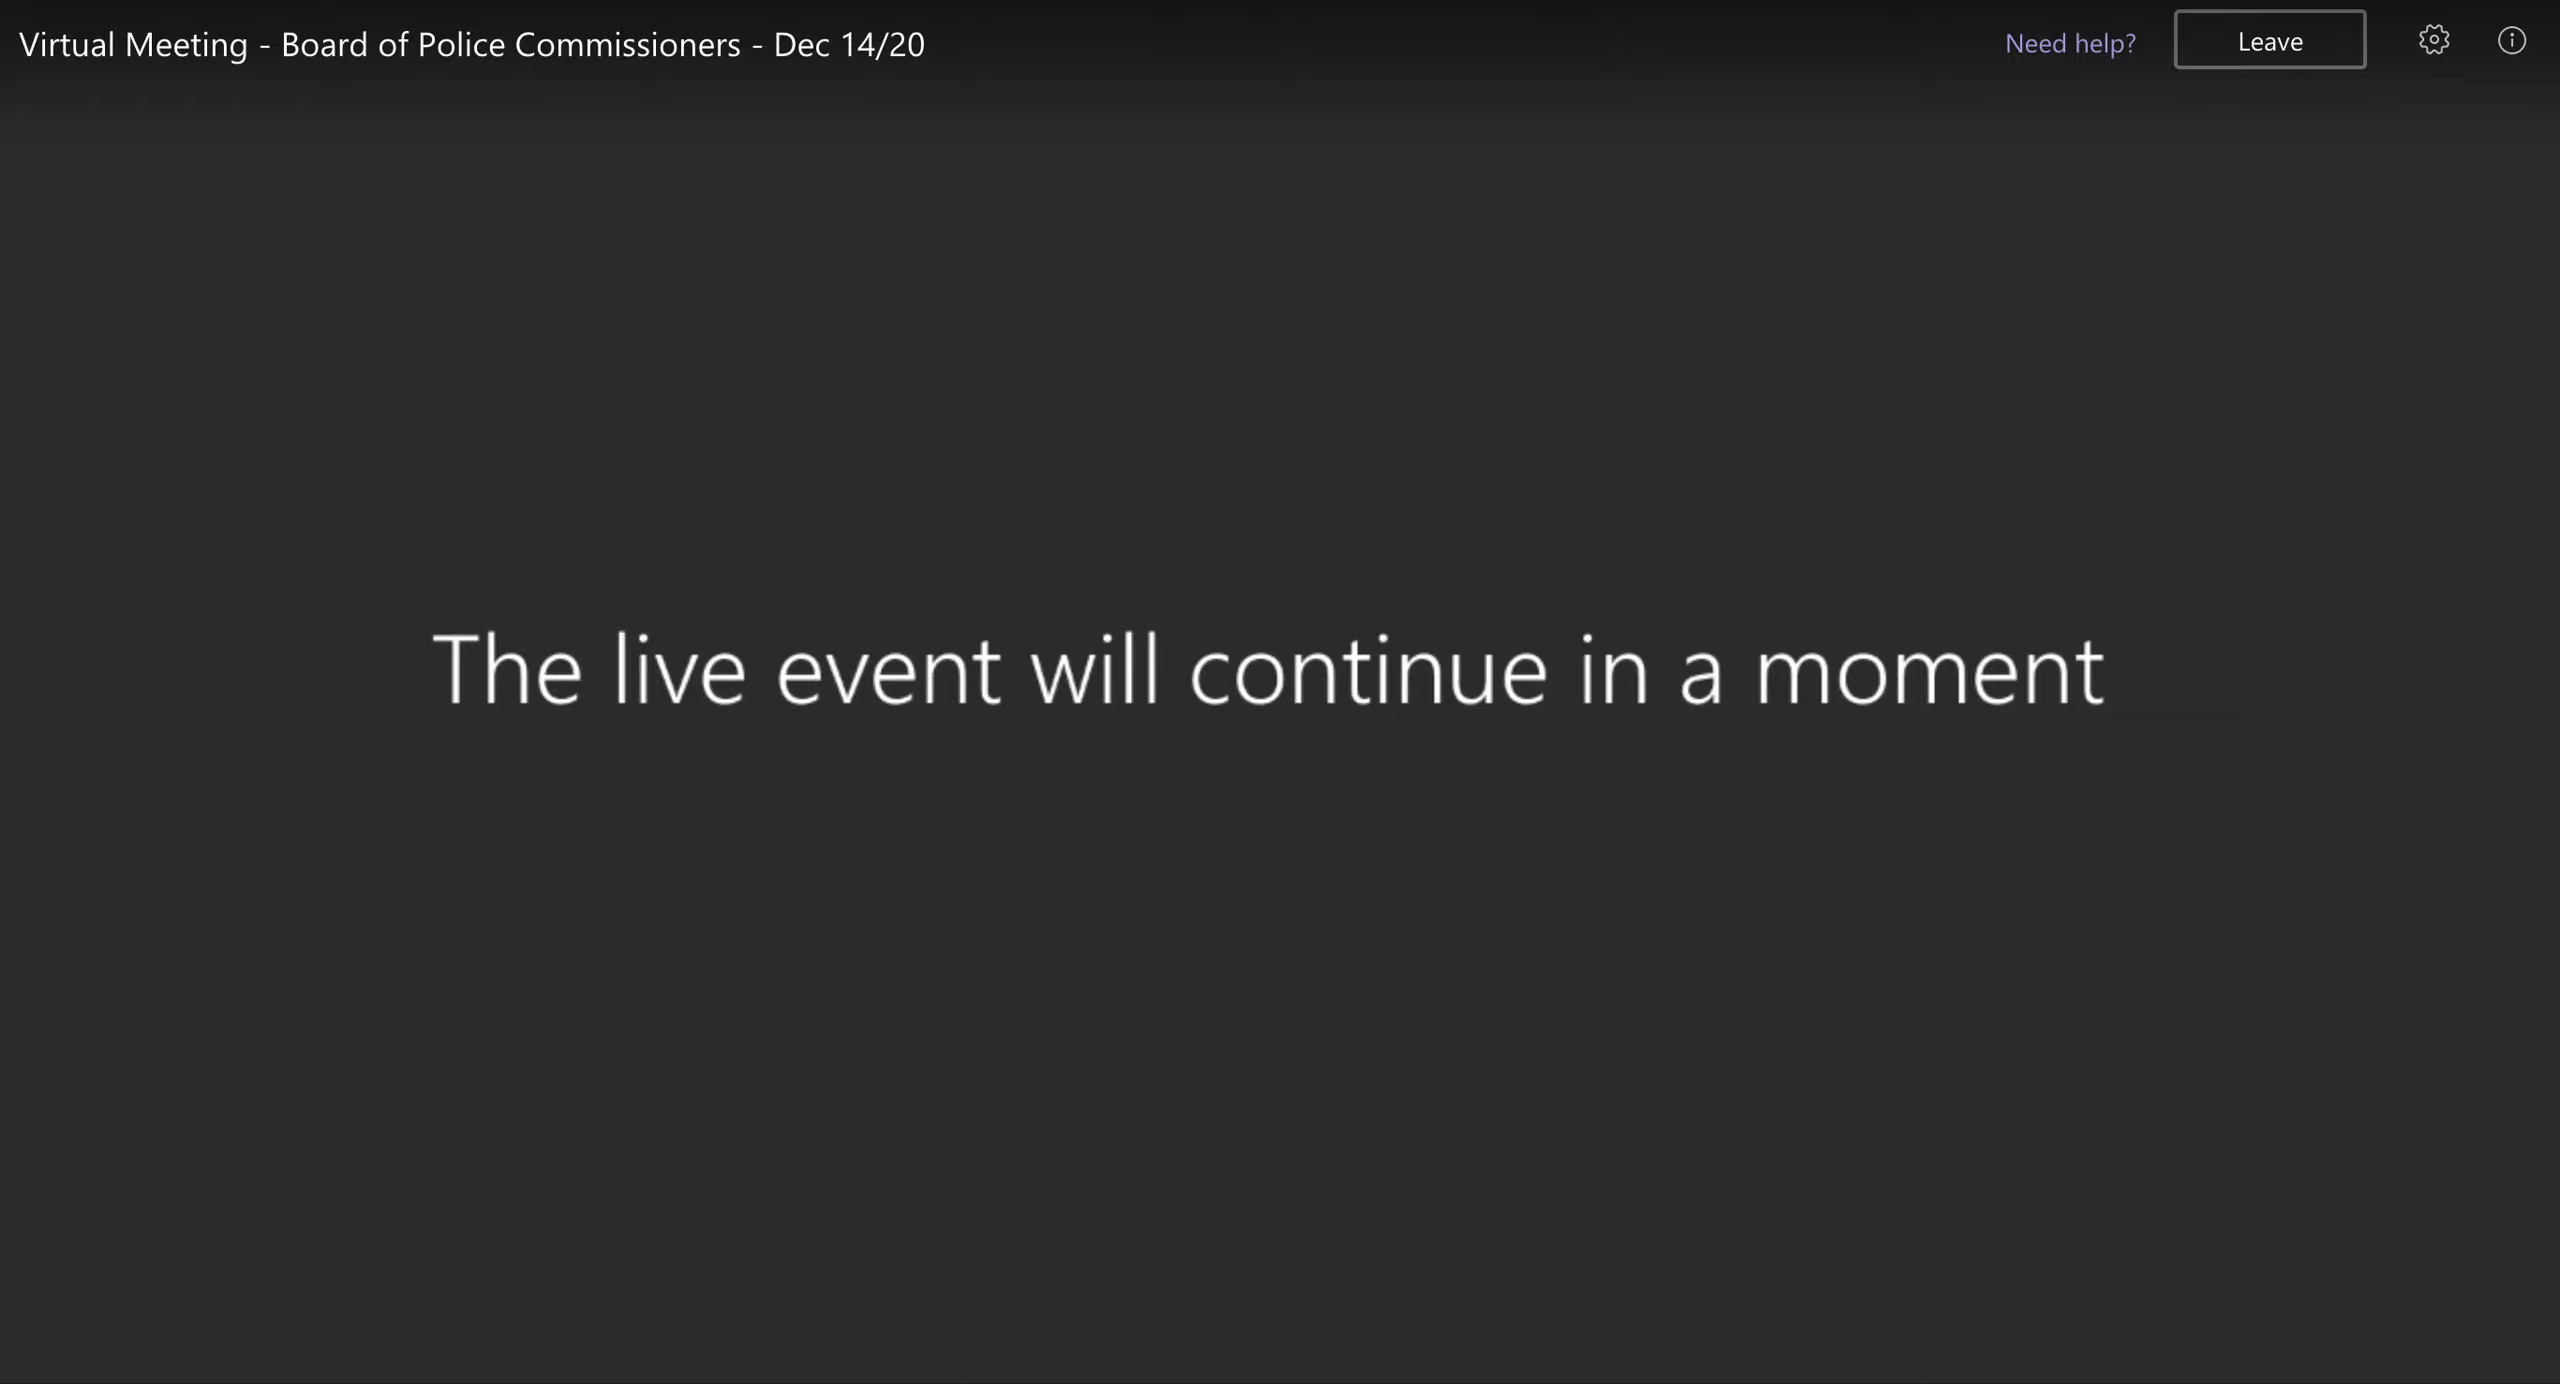 Virtual Meeting - Board of Police Commissioners - Dec 14/20
Need help?
Leave
The live event will continue in a moment